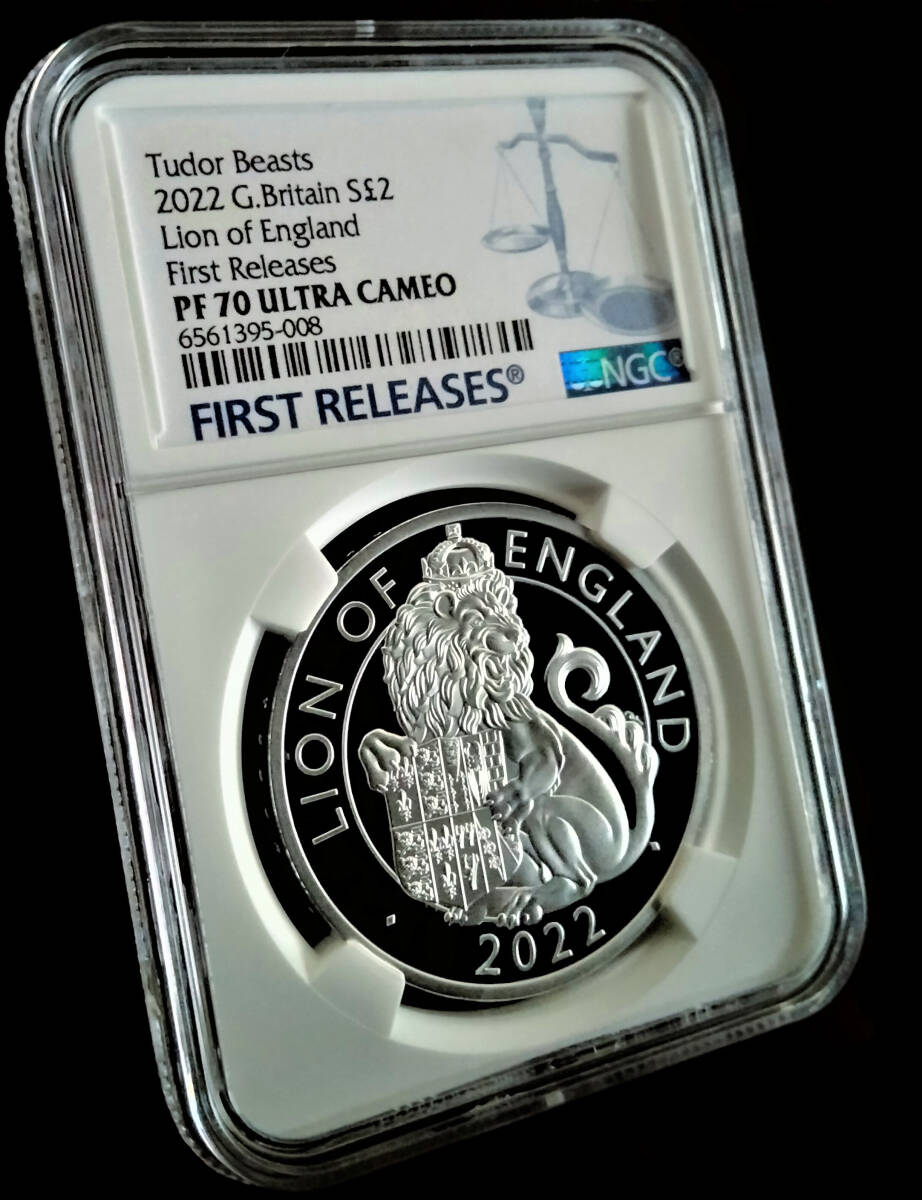 Tudor Beasts
2022 G.Britain S£2
Lion of England
First Releases
PF 70 ULTRA CAMEO
6561395-008
FIRST RELEASES®
NGC®
LION OF ENGLAND
2022